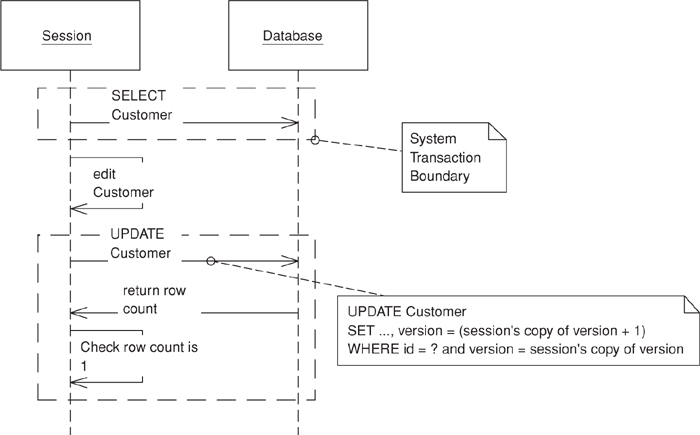 Session
Database
SELECT
Customer
System
Transaction
Boundary
edit
Customer
UPDATE
Customer
return row
count
UPDATE Customer
SET ..., version = (session's copy of version + 1)
WHERE id = ? and version = session's copy of version
Check row count is
1